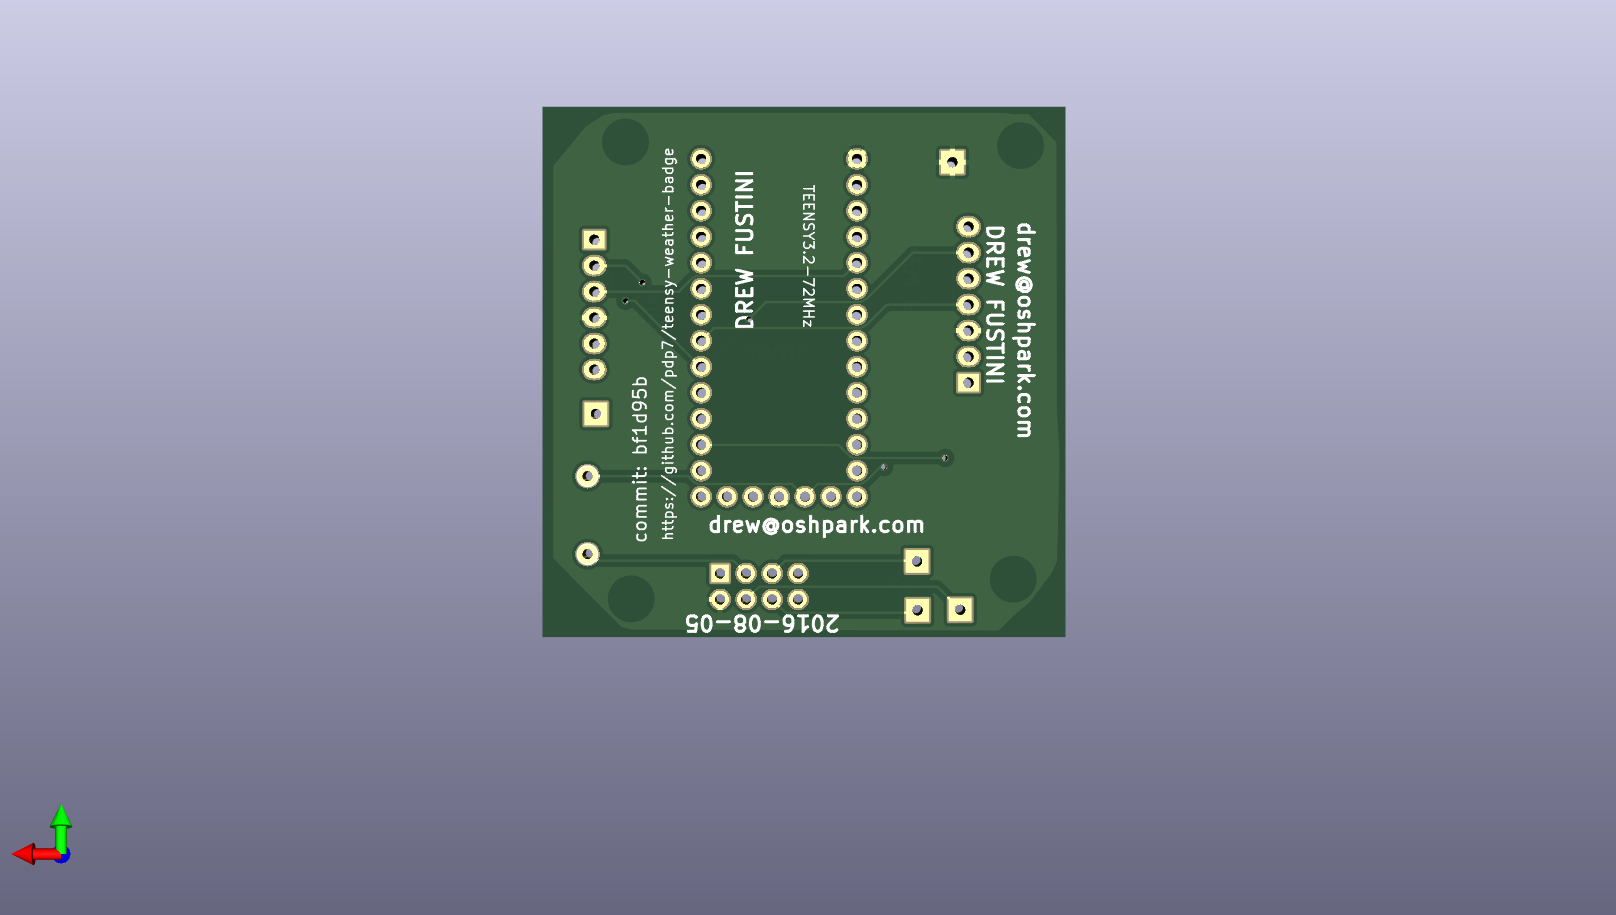 https://github.com/pdp7/teensy-weather-badge
commit: bf1d95b
DREW FUSTINI
TEENSY3.2-72MHz
DREW FUSTINI
drew@oshpark.com
drew@oshpark.com
2016-08-05